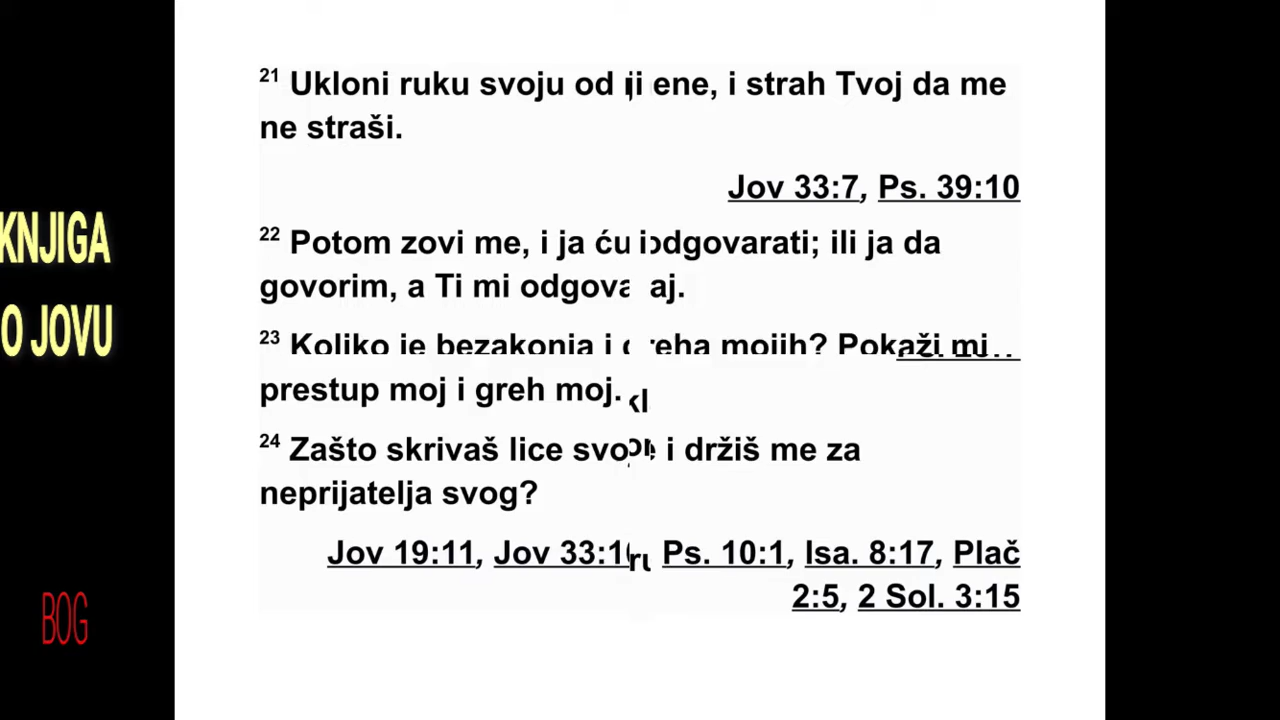 21 Ukloni ruku svoju od ene, i strah Tvoj da me
ne straši.
Jov 33:7, Ps. 39:10
22 Potom zovi me, i ja ću odgovarati; ili ja da
govorim, a Ti mi
23 Koliko je bezakonja i mojih? Pokaži mi
prestup moj i greh moj.
24 Zašto skrivaš lice i držiš me za
neprijatelja svog?
Jov 19:11, Jov Ps. 10:1, Isa. 8:17, Plač
2:5, 2 Sol. 3:15
KNJIGA
O JOVU
BOG